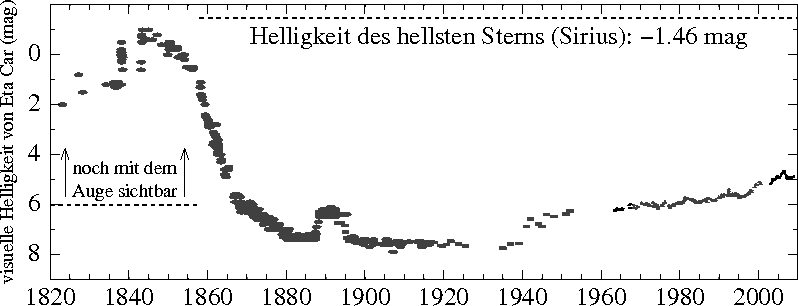 visuelle Helligkeit von Eta Car (mag)
0
2
4
6
8
Helligkeit des hellsten Sterns (Sirius): −1.46 mag
noch mit dem
Auge sichtbar
1820 1840 1860 1880 1900 1920 1940 1960 1980 2000